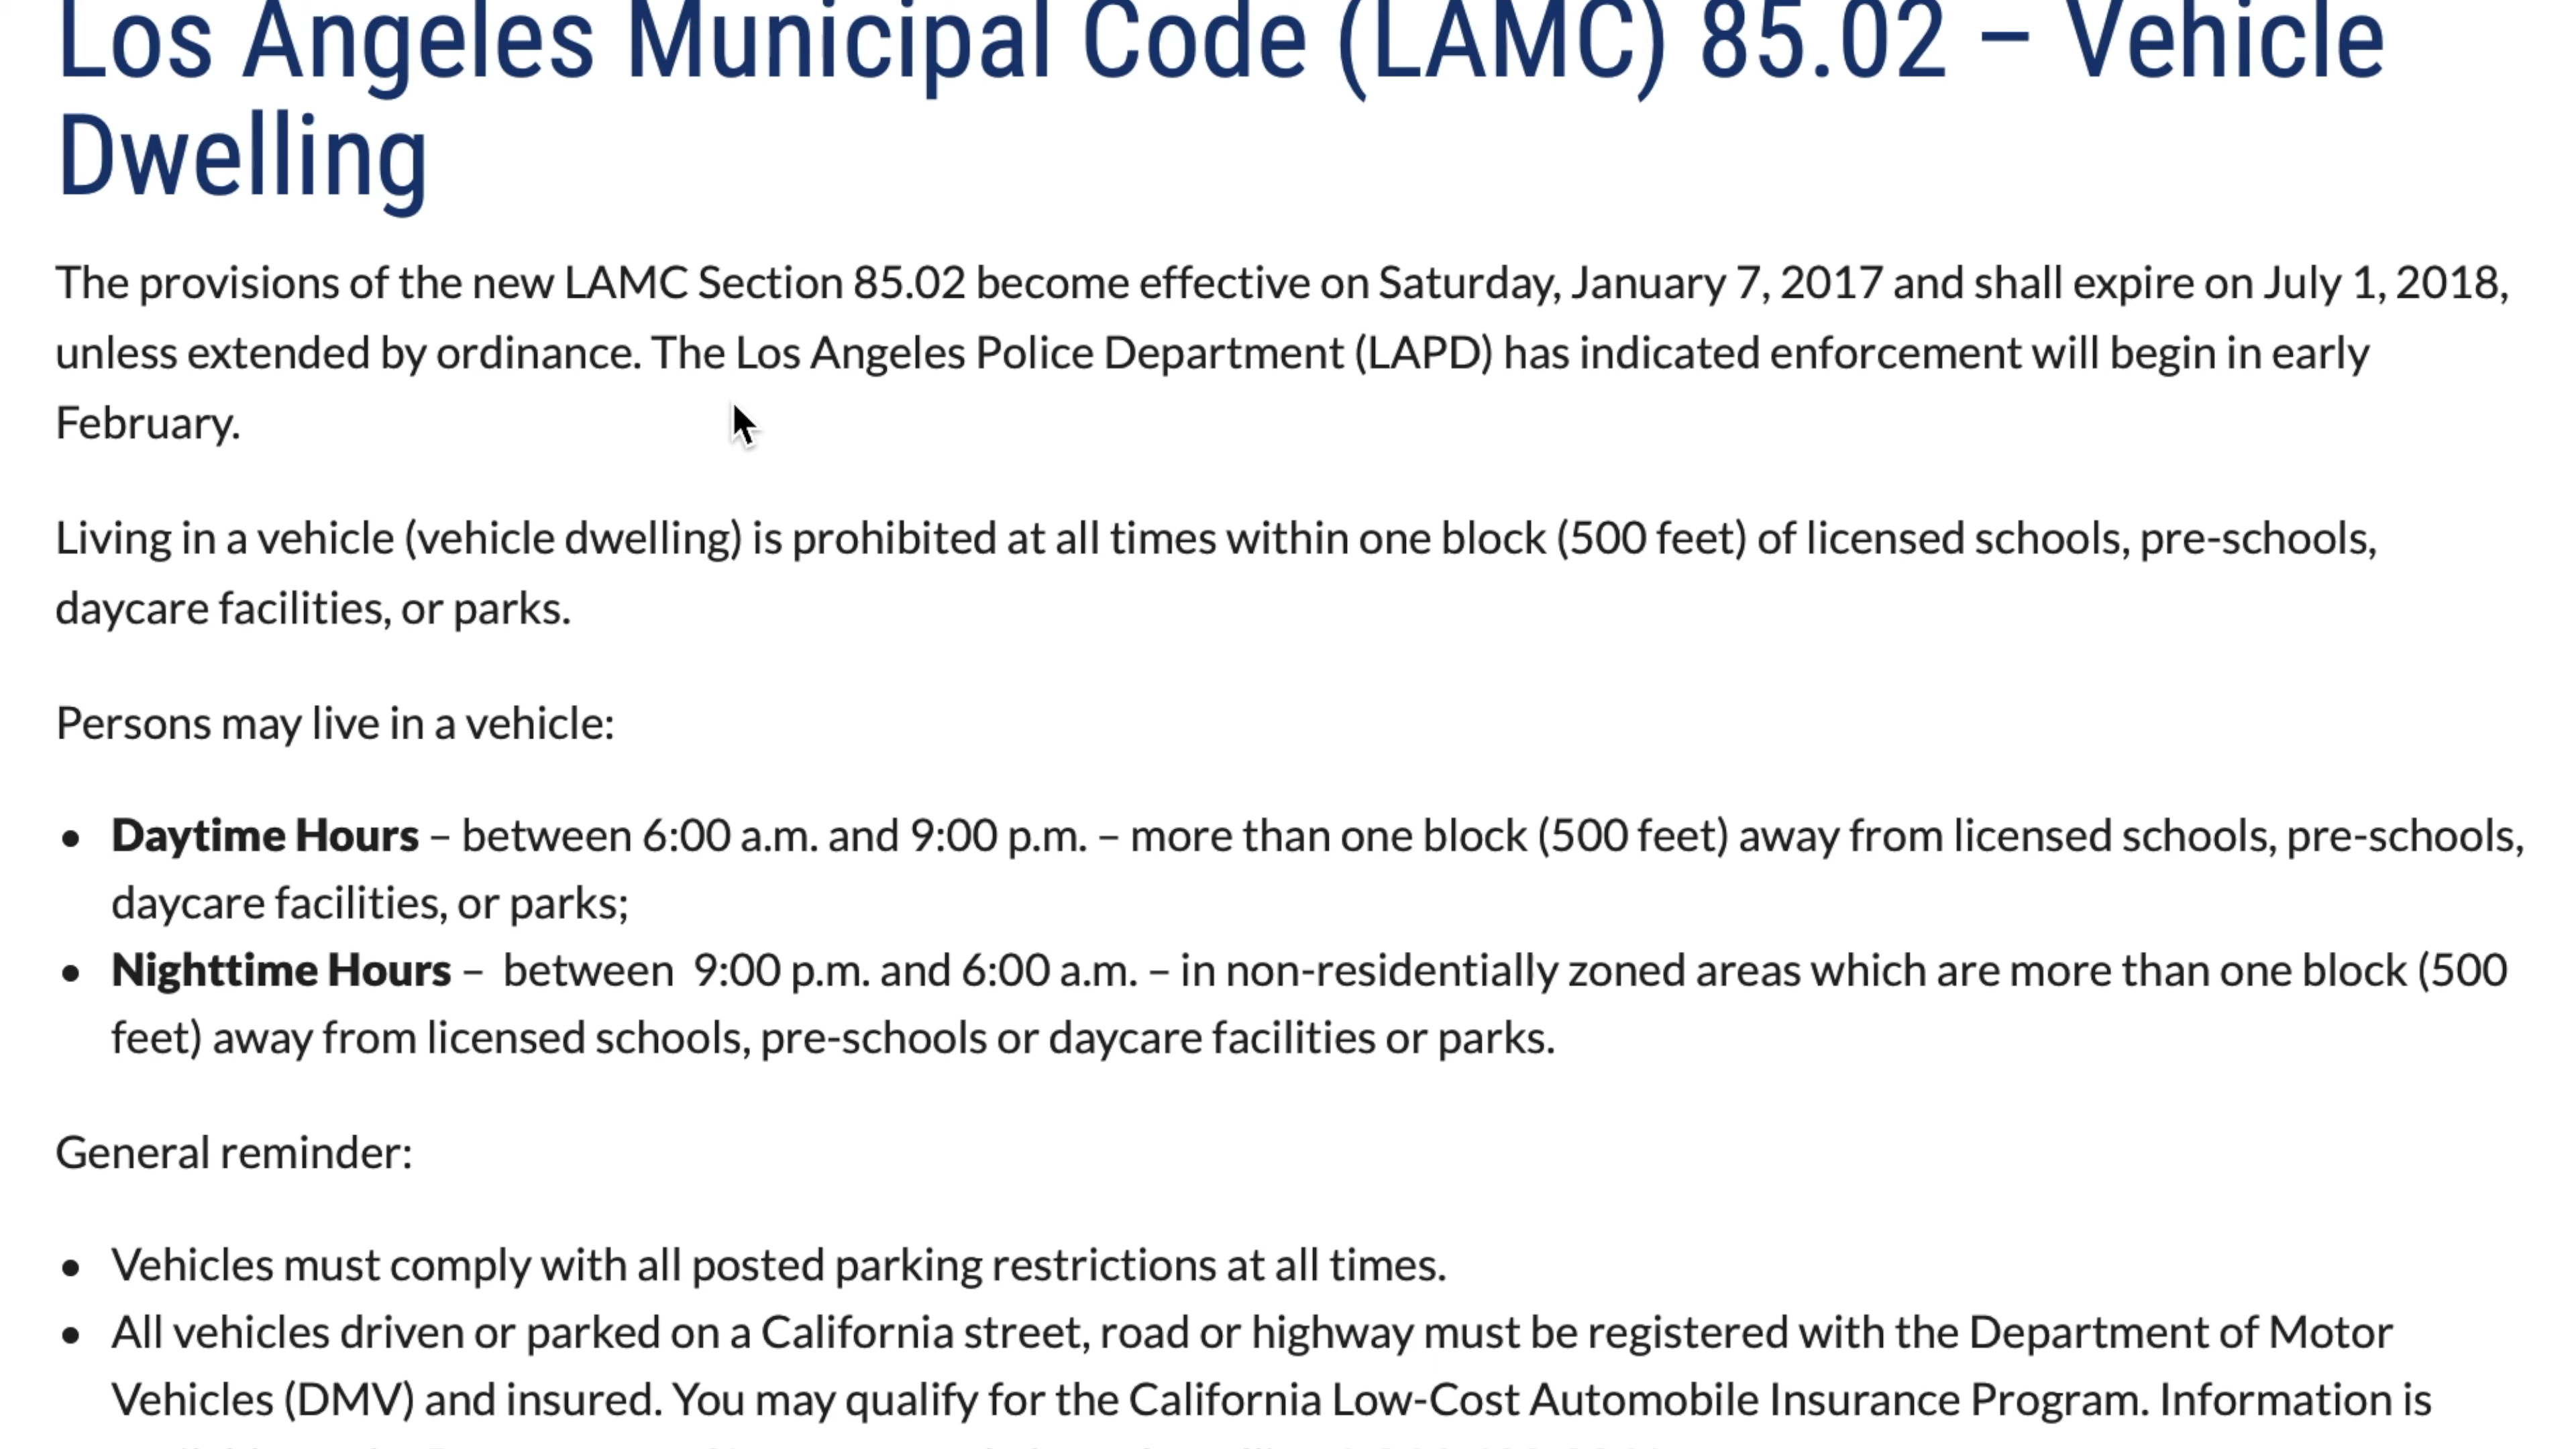 Los Angeles Municipal Code (LAMC) 85.02 – Vehicle
Dwelling
The provisions of the new LAMC Section 85.02 become effective on Saturday, January 7, 2017 and shall expire on July 1, 2018,
unless extended by ordinance. The Los Angeles Police Department (LAPD) has indicated enforcement will begin in early
February.
Living in a vehicle (vehicle dwelling) is prohibited at all times within one block (500 feet) of licensed schools, pre-schools,
daycare facilities, or parks.
Persons may live in a vehicle:
• Daytime Hours – between 6:00 a.m. and 9:00 p.m. – more than one block (500 feet) away from licensed schools, pre-schools,
daycare facilities, or parks;
• Nighttime Hours – between 9:00 p.m. and 6:00 a.m. – in non-residentially zoned areas which are more than one block (500
feet) away from licensed schools, pre-schools or daycare facilities or parks.
General reminder:
• Vehicles must comply with all posted parking restrictions at all times.
• All vehicles driven or parked on a California street, road or highway must be registered with the Department of Motor
Vehicles (DMV) and insured. You may qualify for the California Low-Cost Automobile Insurance Program. Information is